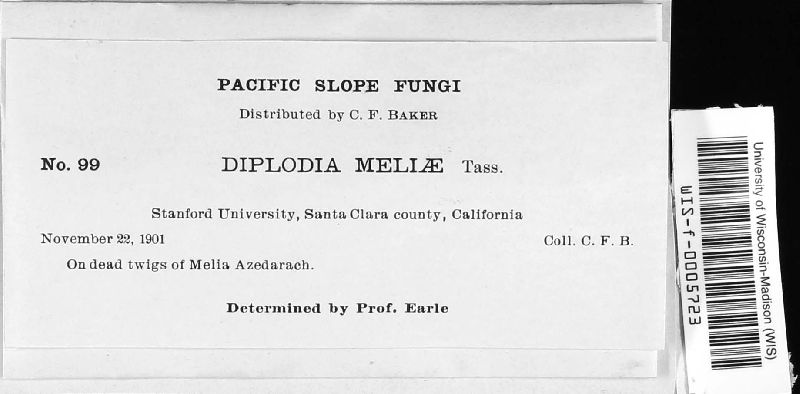 PACIFIC SLOPE FUNGI
Distributed by C. F. BAKER
No. 99 DIPLODIA MELIÆ Tass.
Stanford University, Santa Clara county, California
November 22, 1901 Coll. C. F. B.
On dead twigs of Melia Azedarach.
Determined by Prof. Earle
University of Wisconsin-Madison (WIS)
WIS-f-0005723